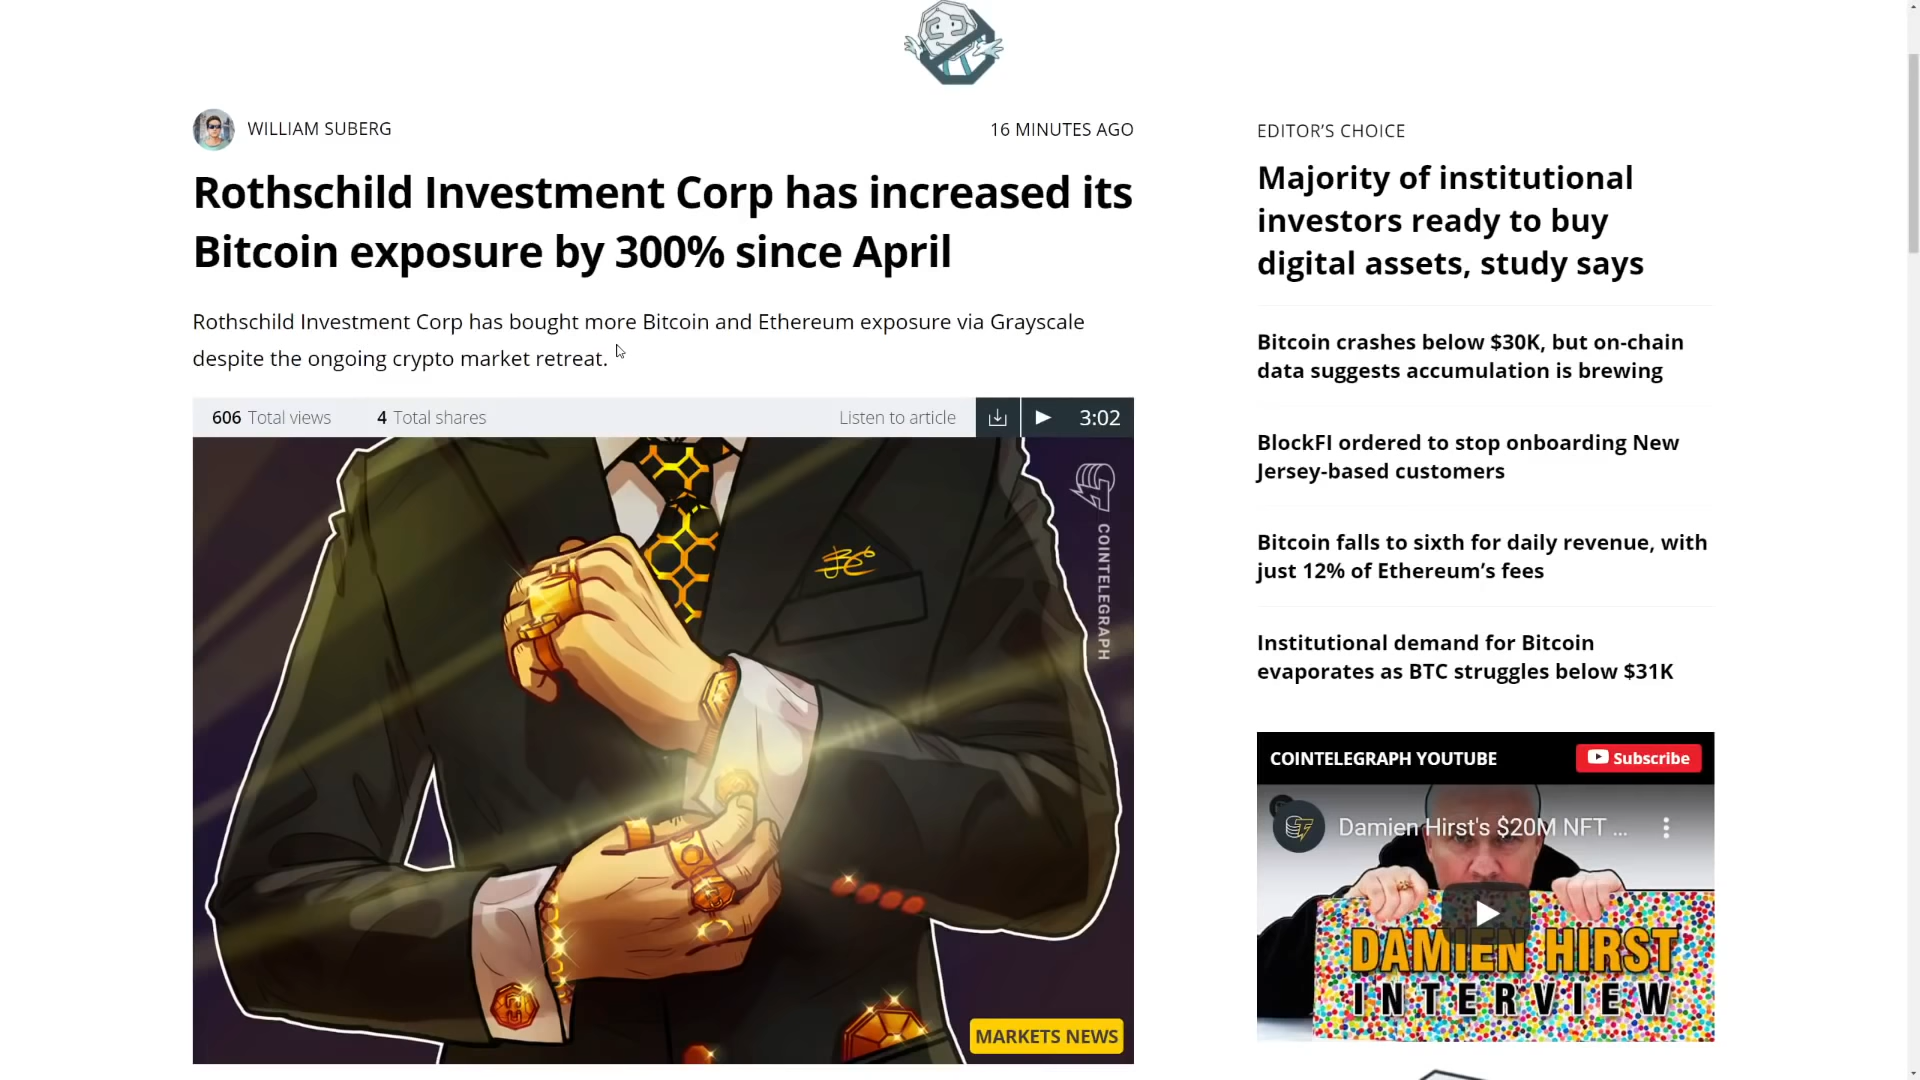 WILLIAM SUBERG
16 MINUTES AGO
Rothschild Investment Corp has increased its
Bitcoin exposure by 300% since April
Rothschild Investment Corp has bought more Bitcoin and Ethereum exposure via Grayscale
despite the ongoing crypto market retreat.
606 Total views
4 Total shares
Listen to article
3:02
COINTELEGRAPH
MARKETS NEWS
EDITOR’S CHOICE
Majority of institutional
investors ready to buy
digital assets, study says
Bitcoin crashes below $30K, but on-chain
data suggests accumulation is brewing
BlockFI ordered to stop onboarding New
Jersey-based customers
Bitcoin falls to sixth for daily revenue, with
just 12% of Ethereum’s fees
Institutional demand for Bitcoin
evaporates as BTC struggles below $31K
COINTELEGRAPH YOUTUBE
Subscribe
Damien Hirst's $20M NFT ...
DAMIEN HIRST
INTERVIEW